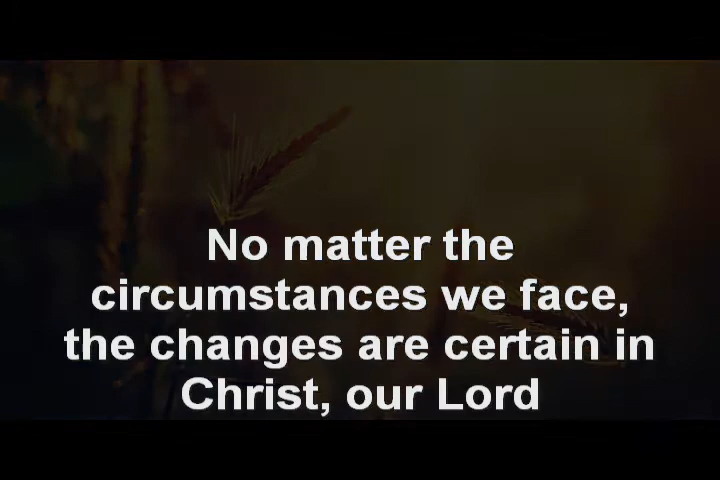 No matter the
circumstances we face,
the changes are certain in
Christ, our Lord